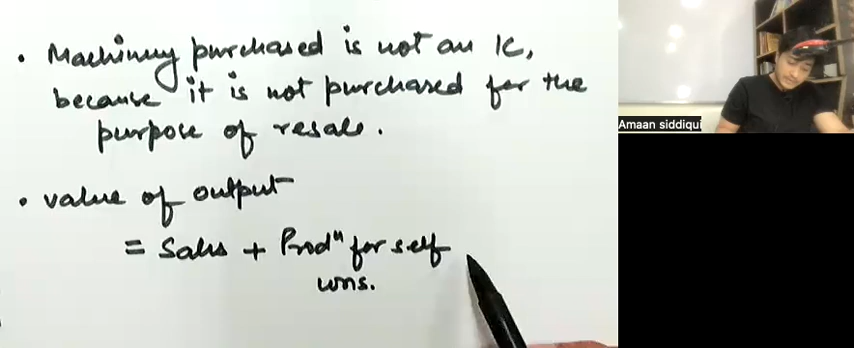 • Machinery purchased is not an IC,
because it is not purchased for the
purpose of resale.
• value of output
= Sales + Prodⁿ for self
cons.
Amaan siddiqui